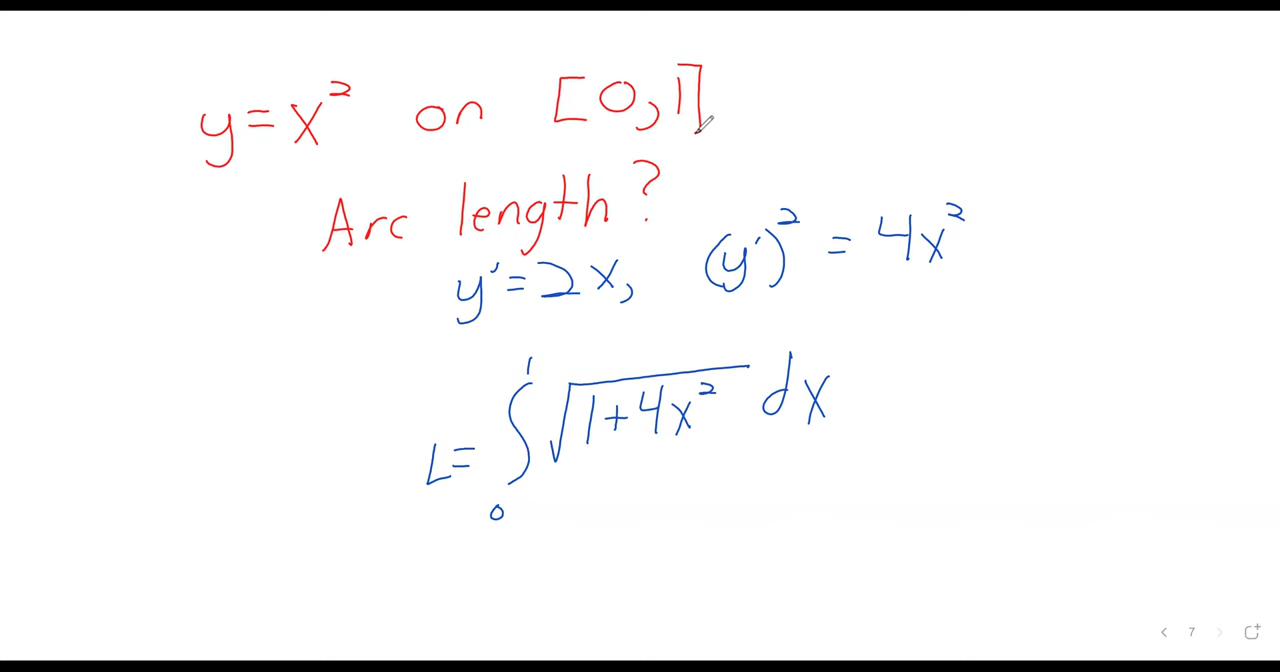 y=x² on [0,1]
Arc length?
y'=2x, (y')² = 4x²
L= ∫₀¹ √(1+4x²) dx
7